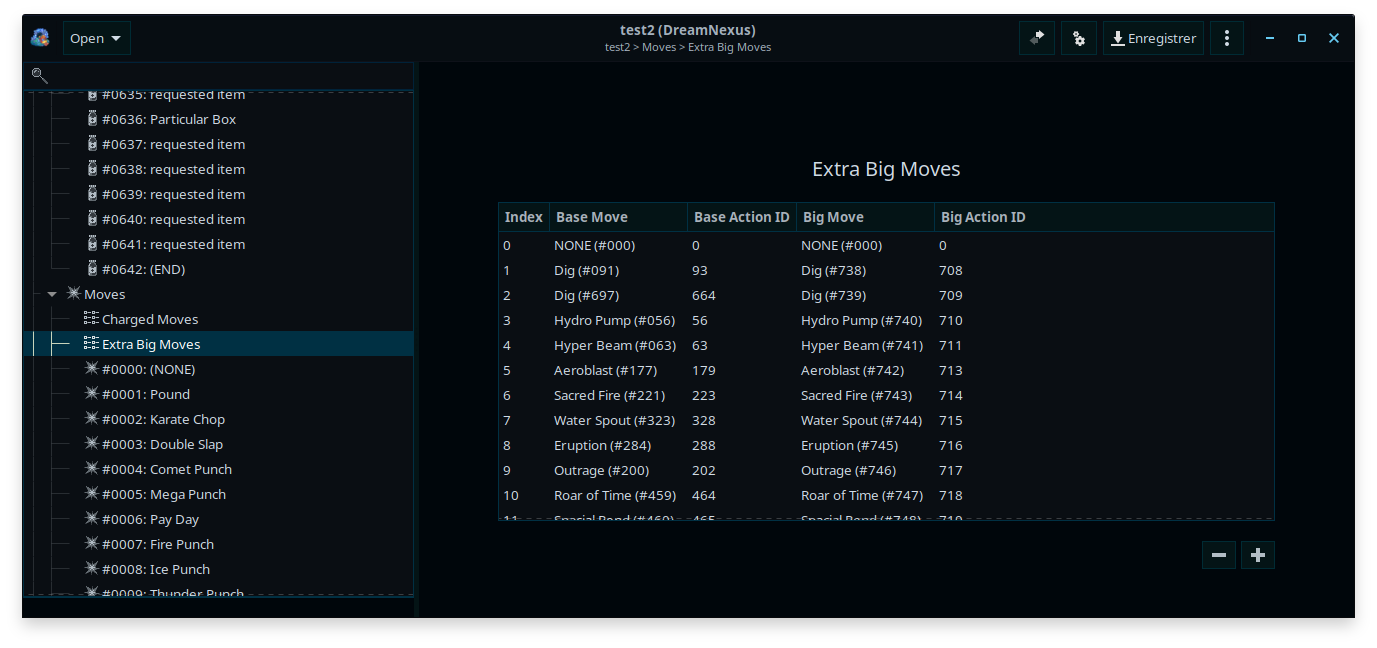 Open
test2 (DreamNexus)
test2 > Moves > Extra Big Moves
Enregistrer
#0635: requested item
#0636: Particular Box
#0637: requested item
#0638: requested item
#0639: requested item
#0640: requested item
#0641: requested item
#0642: (END)
Moves
Charged Moves
Extra Big Moves
#0000: (NONE)
#0001: Pound
#0002: Karate Chop
#0003: Double Slap
#0004: Comet Punch
#0005: Mega Punch
#0006: Pay Day
#0007: Fire Punch
#0008: Ice Punch
#0009: Thunder Punch
Extra Big Moves
Index Base Move Base Action ID Big Move Big Action ID
0 NONE (#000) 0 NONE (#000) 0
1 Dig (#091) 93 Dig (#738) 708
2 Dig (#697) 664 Dig (#739) 709
3 Hydro Pump (#056) 56 Hydro Pump (#740) 710
4 Hyper Beam (#063) 63 Hyper Beam (#741) 711
5 Aeroblast (#177) 179 Aeroblast (#742) 713
6 Sacred Fire (#221) 223 Sacred Fire (#743) 714
7 Water Spout (#323) 328 Water Spout (#744) 715
8 Eruption (#284) 288 Eruption (#745) 716
9 Outrage (#200) 202 Outrage (#746) 717
10 Roar of Time (#459) 464 Roar of Time (#747) 718
11 Spacial Rend (#460) 465 Spacial Rend (#748) 719